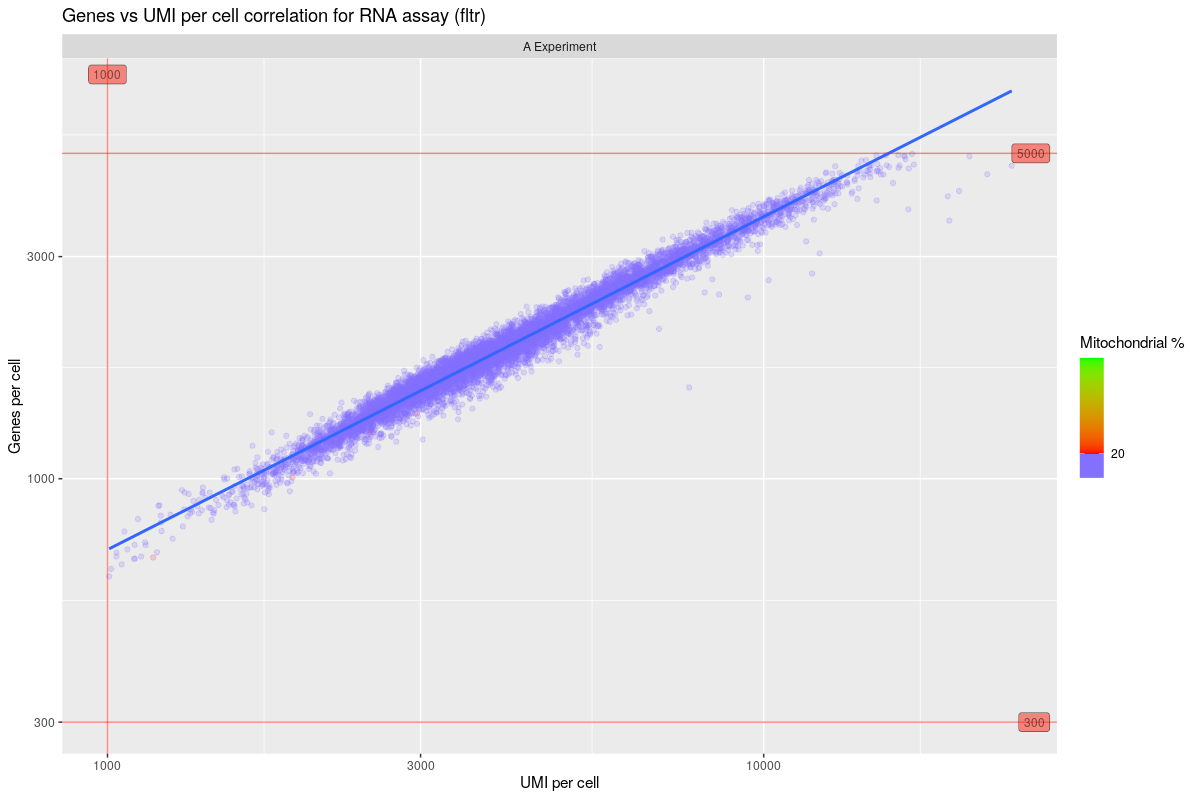 Genes vs UMI per cell correlation for RNA assay (fltr)
A Experiment
1000
5000
3000
1000
300
300
Genes per cell
1000
3000
10000
UMI per cell
Mitochondrial %
20